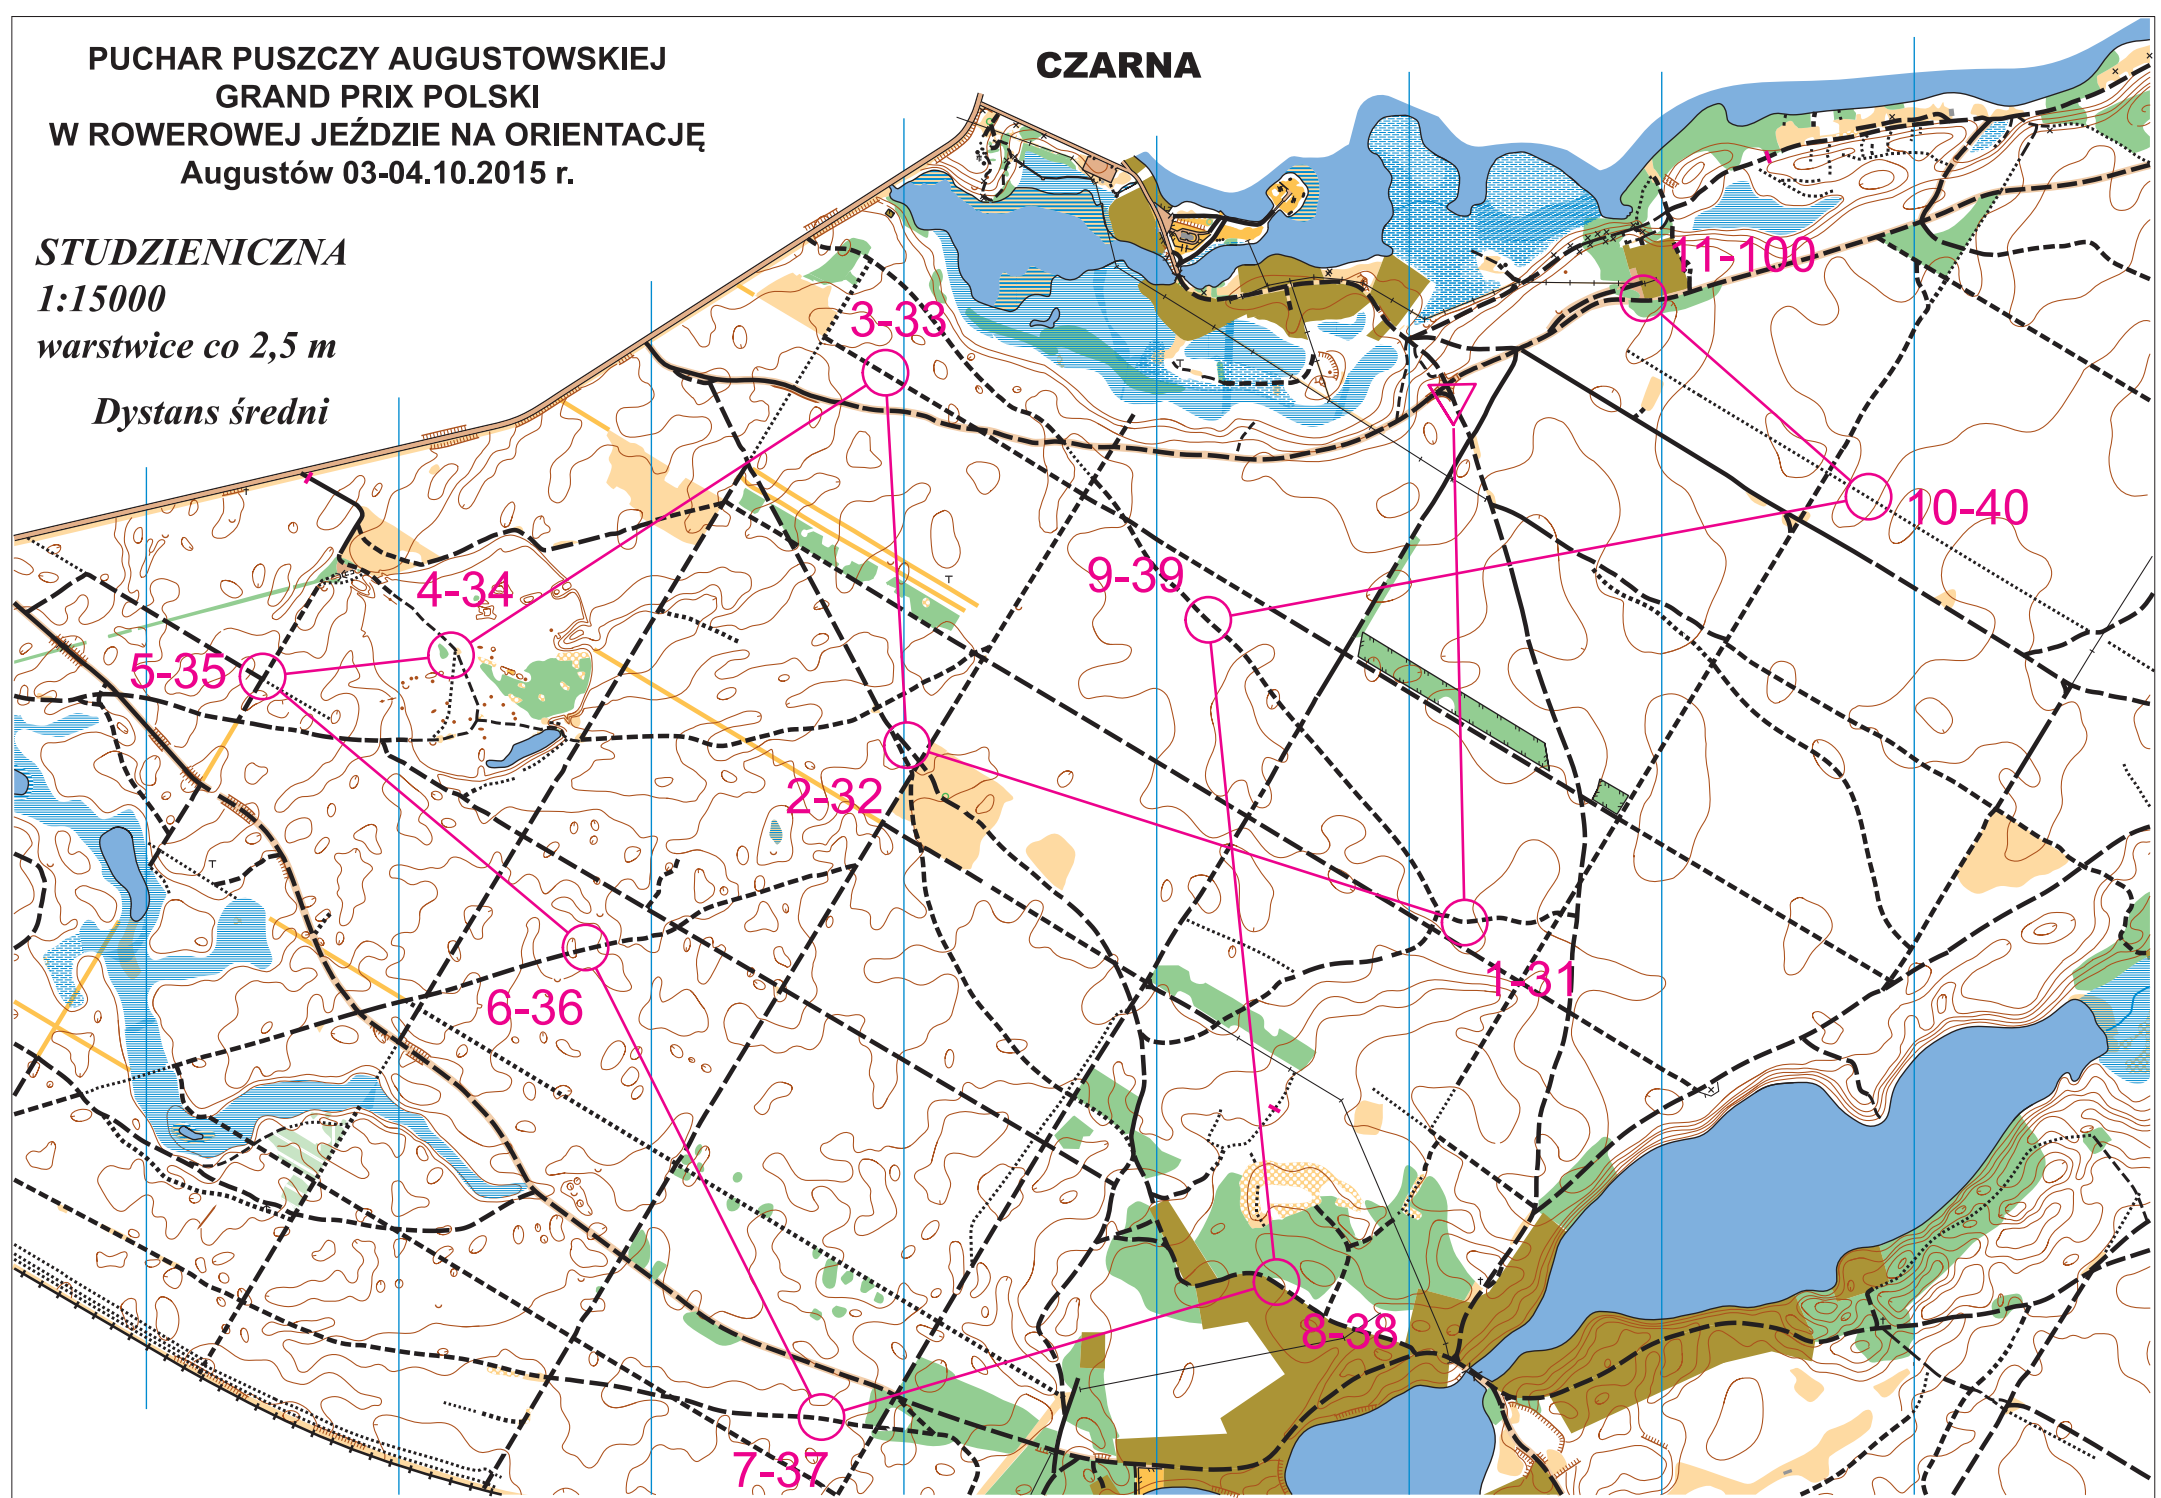 PUCHAR PUSZCZY AUGUSTOWSKIEJ
GRAND PRIX POLSKI
W ROWEROWEJ JEŹDZIE NA ORIENTACJĘ
Augustów 03-04.10.2015 r.
CZARNA
STUDZIENICZNA
1:15000
warstwice co 2,5 m
Dystans średni
11-100
3-33
10-40
9-39
4-34
5-35
2-32
1-31
6-36
8-38
7-37